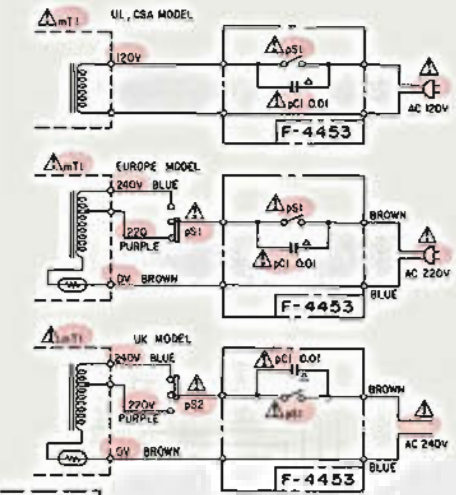 mT1 UL, CSA MODEL
120V
pS1
pC1 0.01
AC 120V
F-4453
mT1 EUROPE MODEL
240V BLUE
220
PURPLE
pS1
pS1
pC1 0.01
BROWN
AC 220V
0V BROWN
BLUE
F-4453
mT1 UK MODEL
240V BLUE
pC1 0.01
220V
PURPLE
pS2
BROWN
AC 240V
0V BROWN
BLUE
F-4453